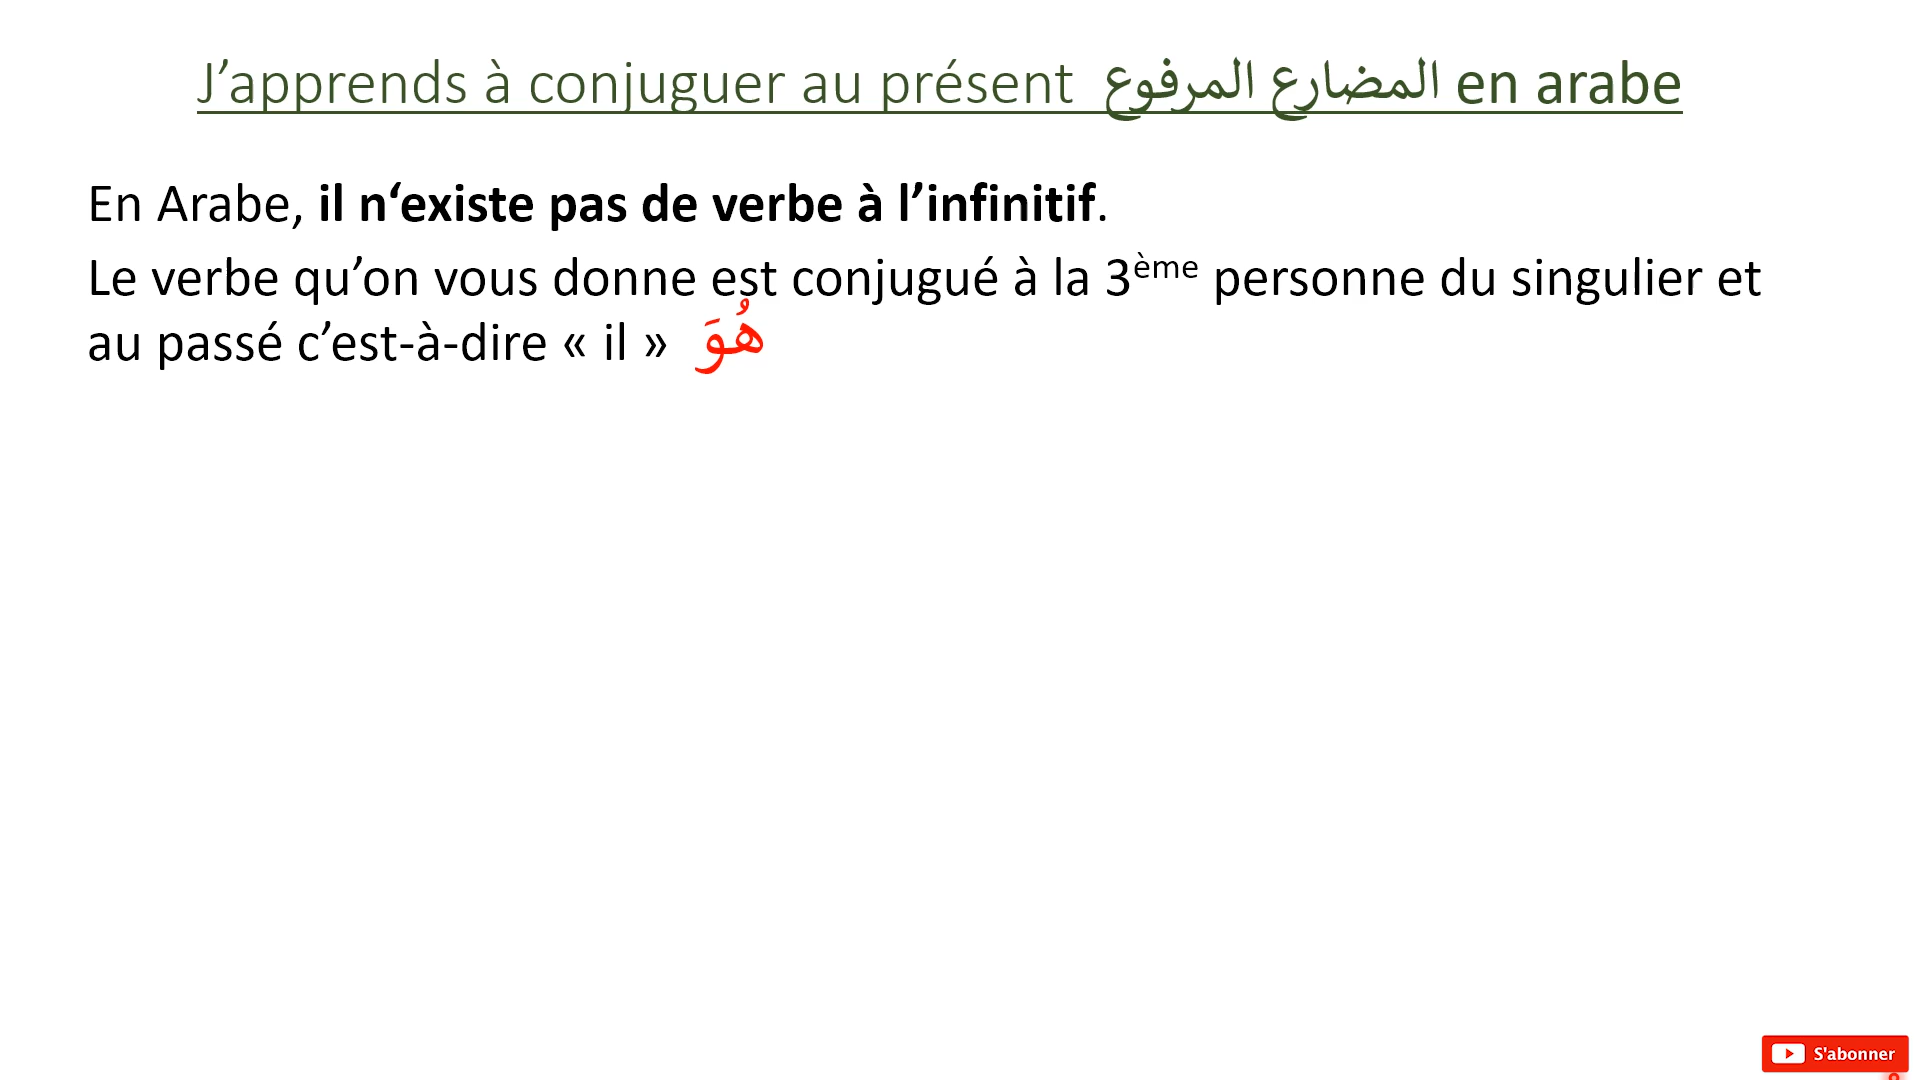 J’apprends à conjuguer au présent المضارع المرفوع en arabe
En Arabe, il n‘existe pas de verbe à l’infinitif.
Le verbe qu’on vous donne est conjugué à la 3ème personne du singulier et
au passé c’est-à-dire « il » هُوَ
S'abonner